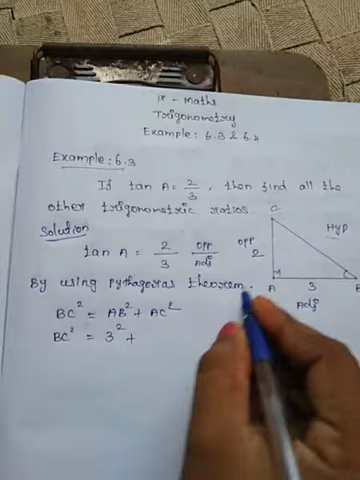 IX - Maths
Trigonometry
Example: 6.3 & 6.4
Example: 6.3
If tan A = 2/3, then find all the
other trigonometric ratios.
Solution
tan A = 2/3 opp/Adj
By using pythagoras theorem.
BC² = AB² + AC²
BC² = 3² +
C
Hyp
opp
2
A
3
B
Adj